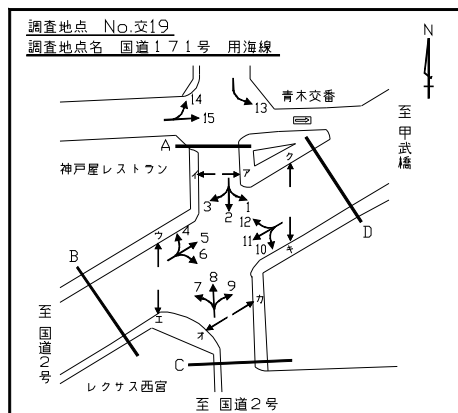 調査地点 No.交19
調査地点名 国道171号 用海線
N
14
13
青木交番
15
至 甲武橋
A
神戸屋レストラン
ク
イ
ア
3
2
1
12
11
10
キ
D
ウ
4
5
6
B
8
7
9
カ
エ
オ
至 国道2号
C
レクサス西宮
至 国道2号